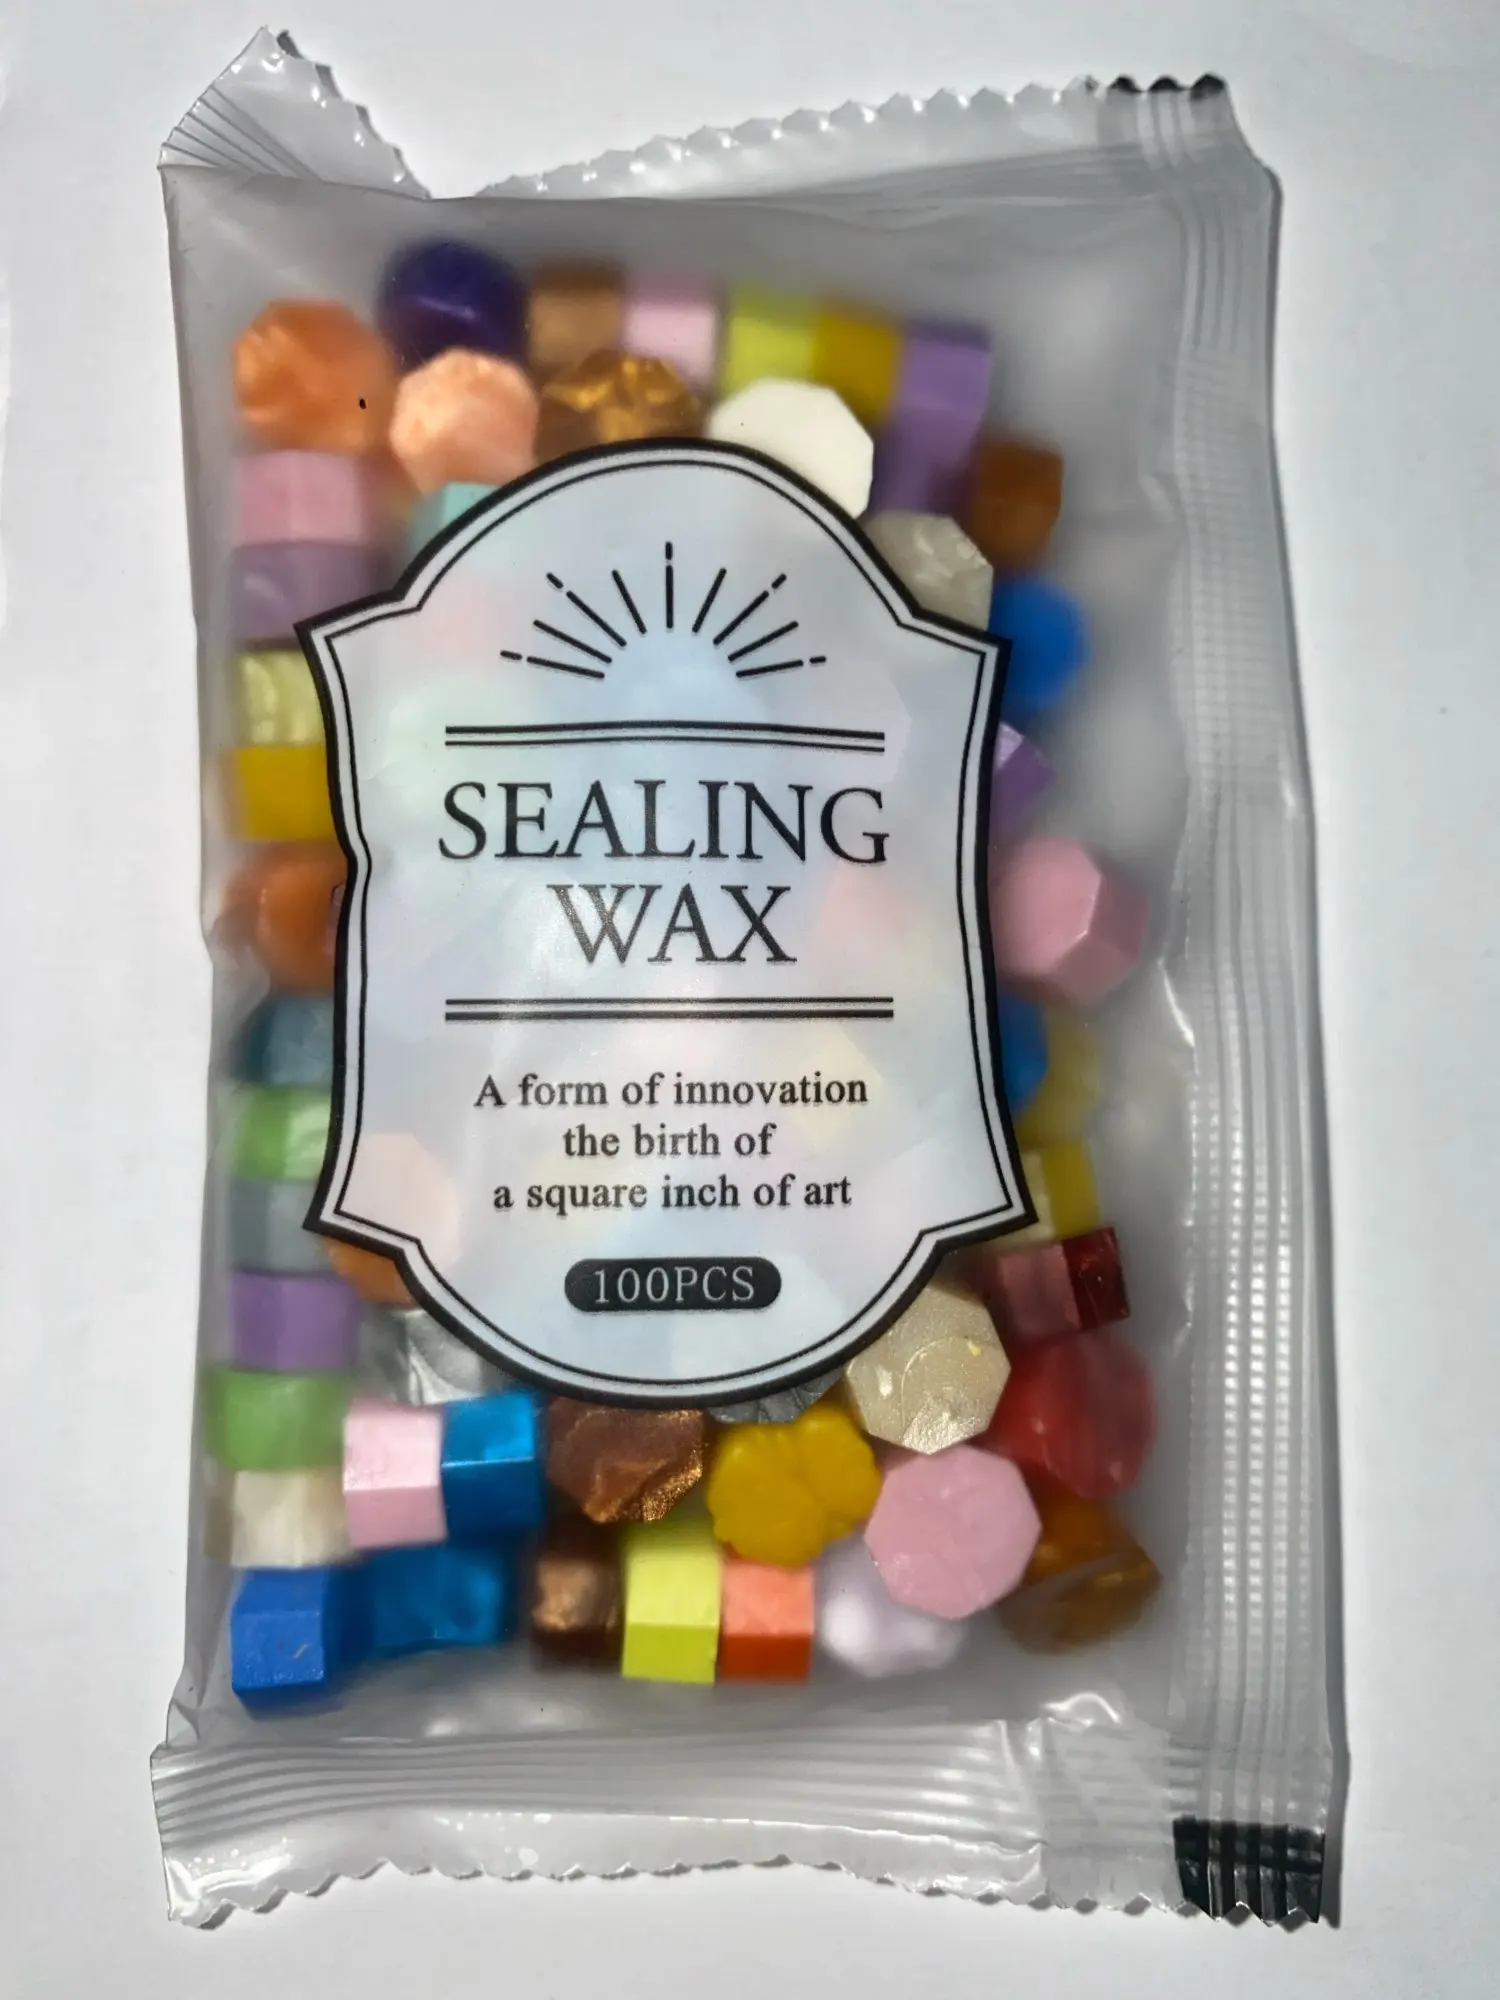 SEALING
WAX
A form of innovation
the birth of
a square inch of art
100PCS